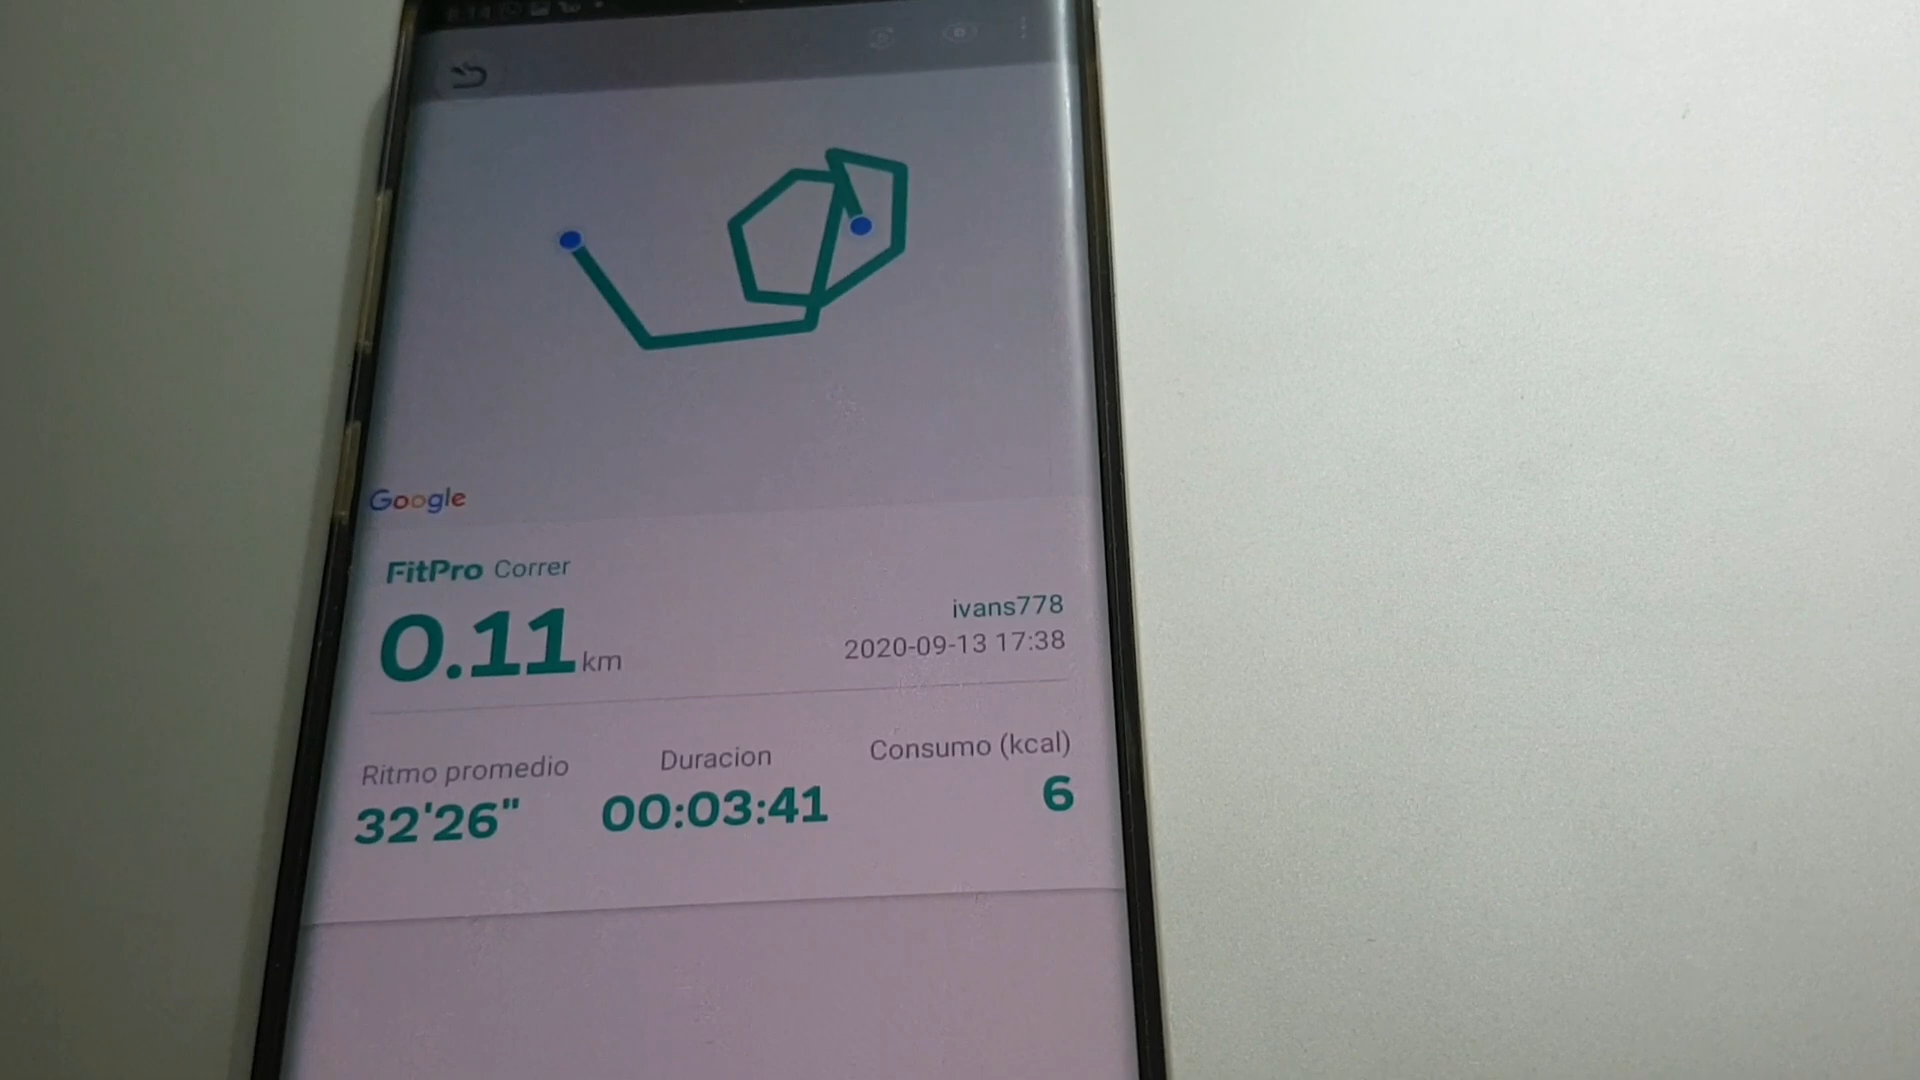 Google
FitPro Correr
0.11 km
ivans778
2020-09-13 17:38
Ritmo promedio
Duracion
Consumo (kcal)
32'26"
00:03:41
6